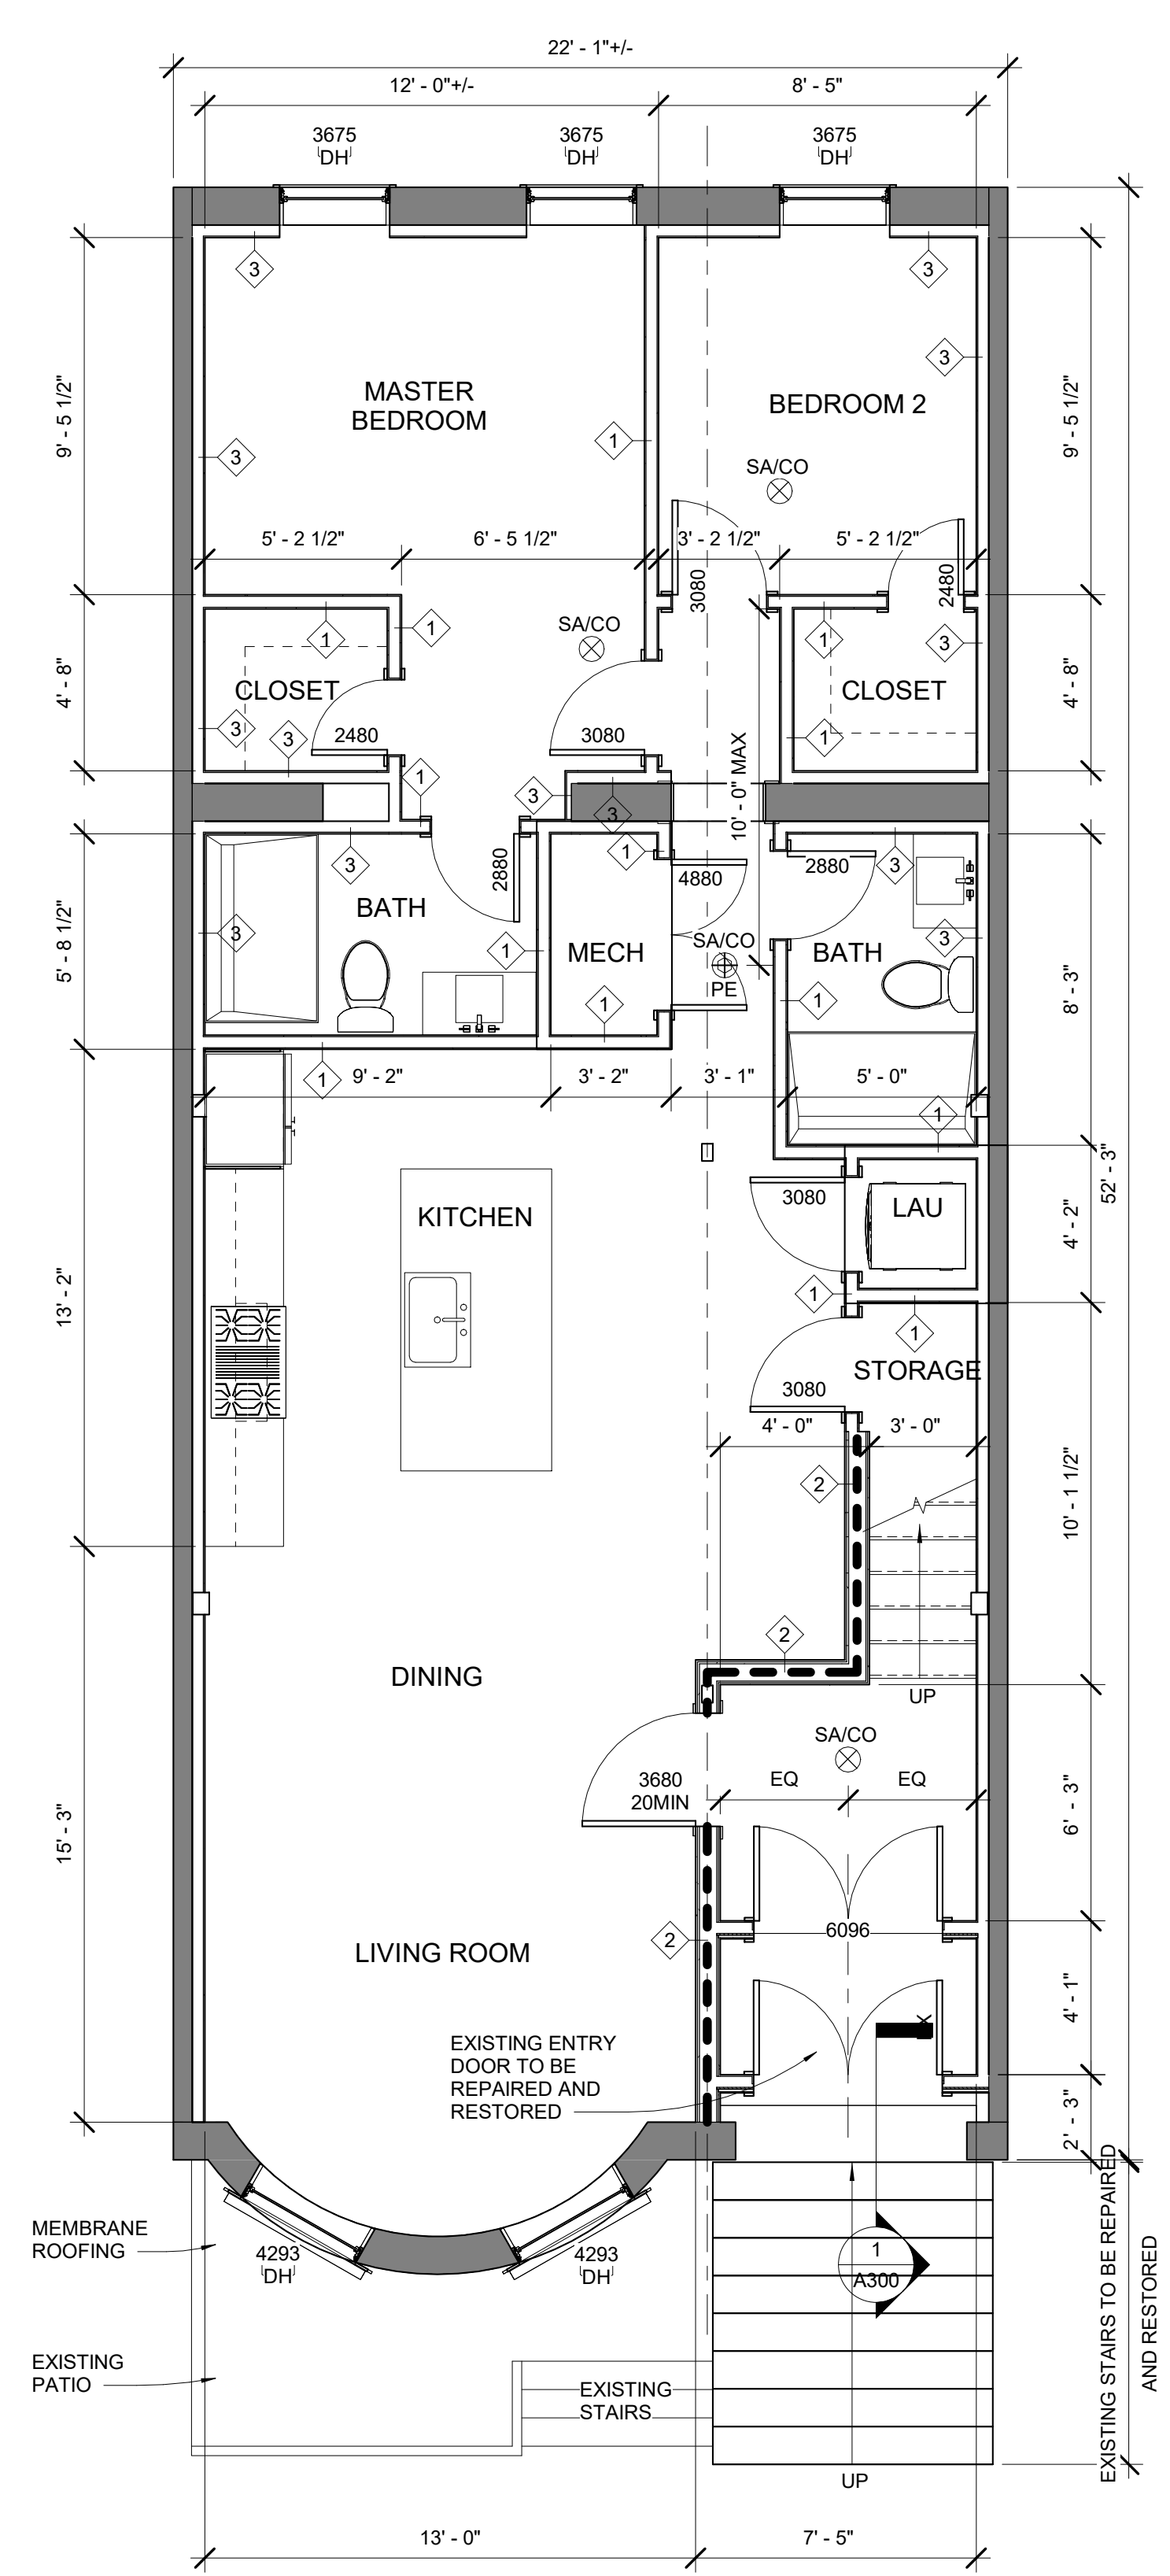 22' - 1"+/-
12' - 0"+/-
8' - 5"
3675
DH
3675
DH
3675
DH
3
3
3
9' - 5 1/2"
9' - 5 1/2"
MASTER
BEDROOM
BEDROOM 2
1
3
SA/CO
5' - 2 1/2"
6' - 5 1/2"
3' - 2 1/2"
5' - 2 1/2"
3080
2480
SA/CO
1
1
1
3
4' - 8"
4' - 8"
CLOSET
CLOSET
3
3
2480
3080
1
10' - 0" MAX
1
3
3
3
1
2880
4880
2880
3
BATH
3
1
MECH
SA/CO
PE
BATH
3
5' - 8 1/2"
8' - 3"
1
1
1
9' - 2"
3' - 2"
3' - 1"
5' - 0"
1
52' - 3"
KITCHEN
3080
LAU
4' - 2"
13' - 2"
1
1
STORAGE
3080
4' - 0"
3' - 0"
2
10' - 1 1/2"
2
DINING
UP
SA/CO
3680
20MIN
EQ
EQ
15' - 3"
6' - 3"
6096
LIVING ROOM
2
4' - 1"
EXISTING ENTRY
DOOR TO BE
REPAIRED AND
RESTORED
2' - 3"
MEMBRANE
ROOFING
4293
DH
4293
DH
1
A300
EXISTING STAIRS TO BE REPAIRED
AND RESTORED
EXISTING
PATIO
EXISTING
STAIRS
UP
13' - 0"
7' - 5"